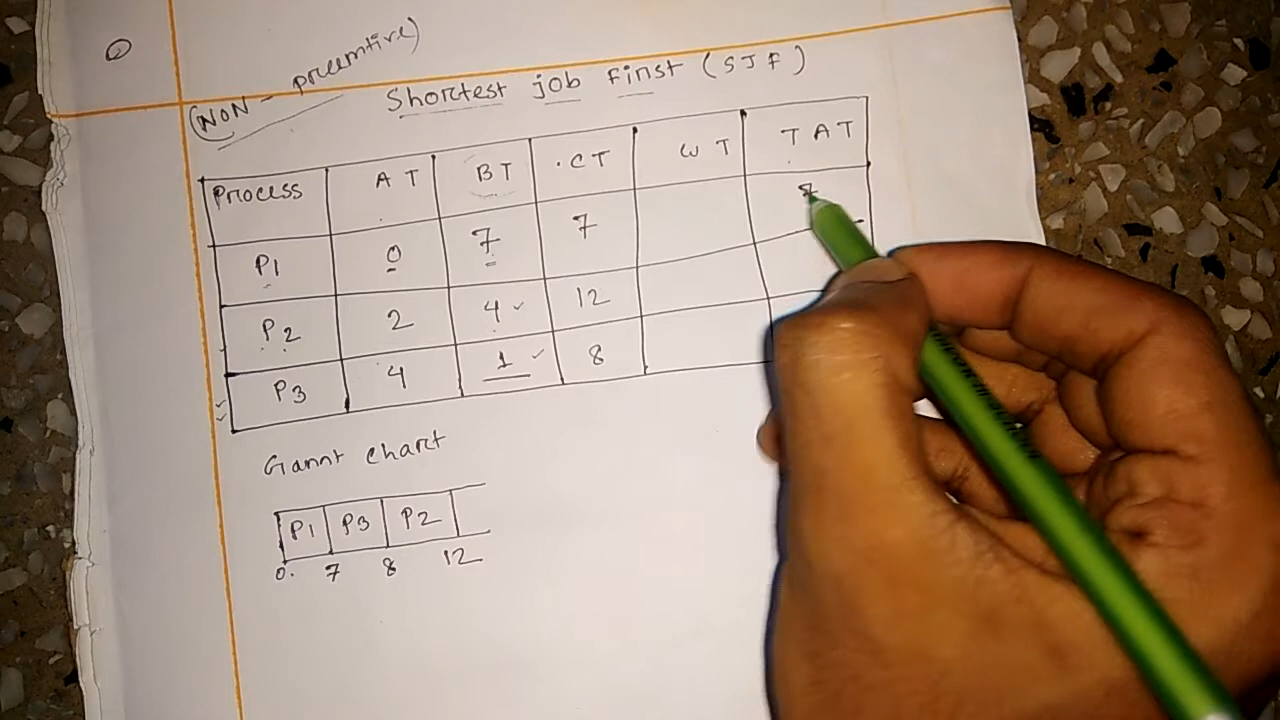 (NON - preemtive)
Shortest job First (SJF)
Process AT BT CT WT TAT
P1 0 7 7 7
P2 2 4 12
P3 4 1 8
Gannt chart
P1 P3 P2
0 7 8 12